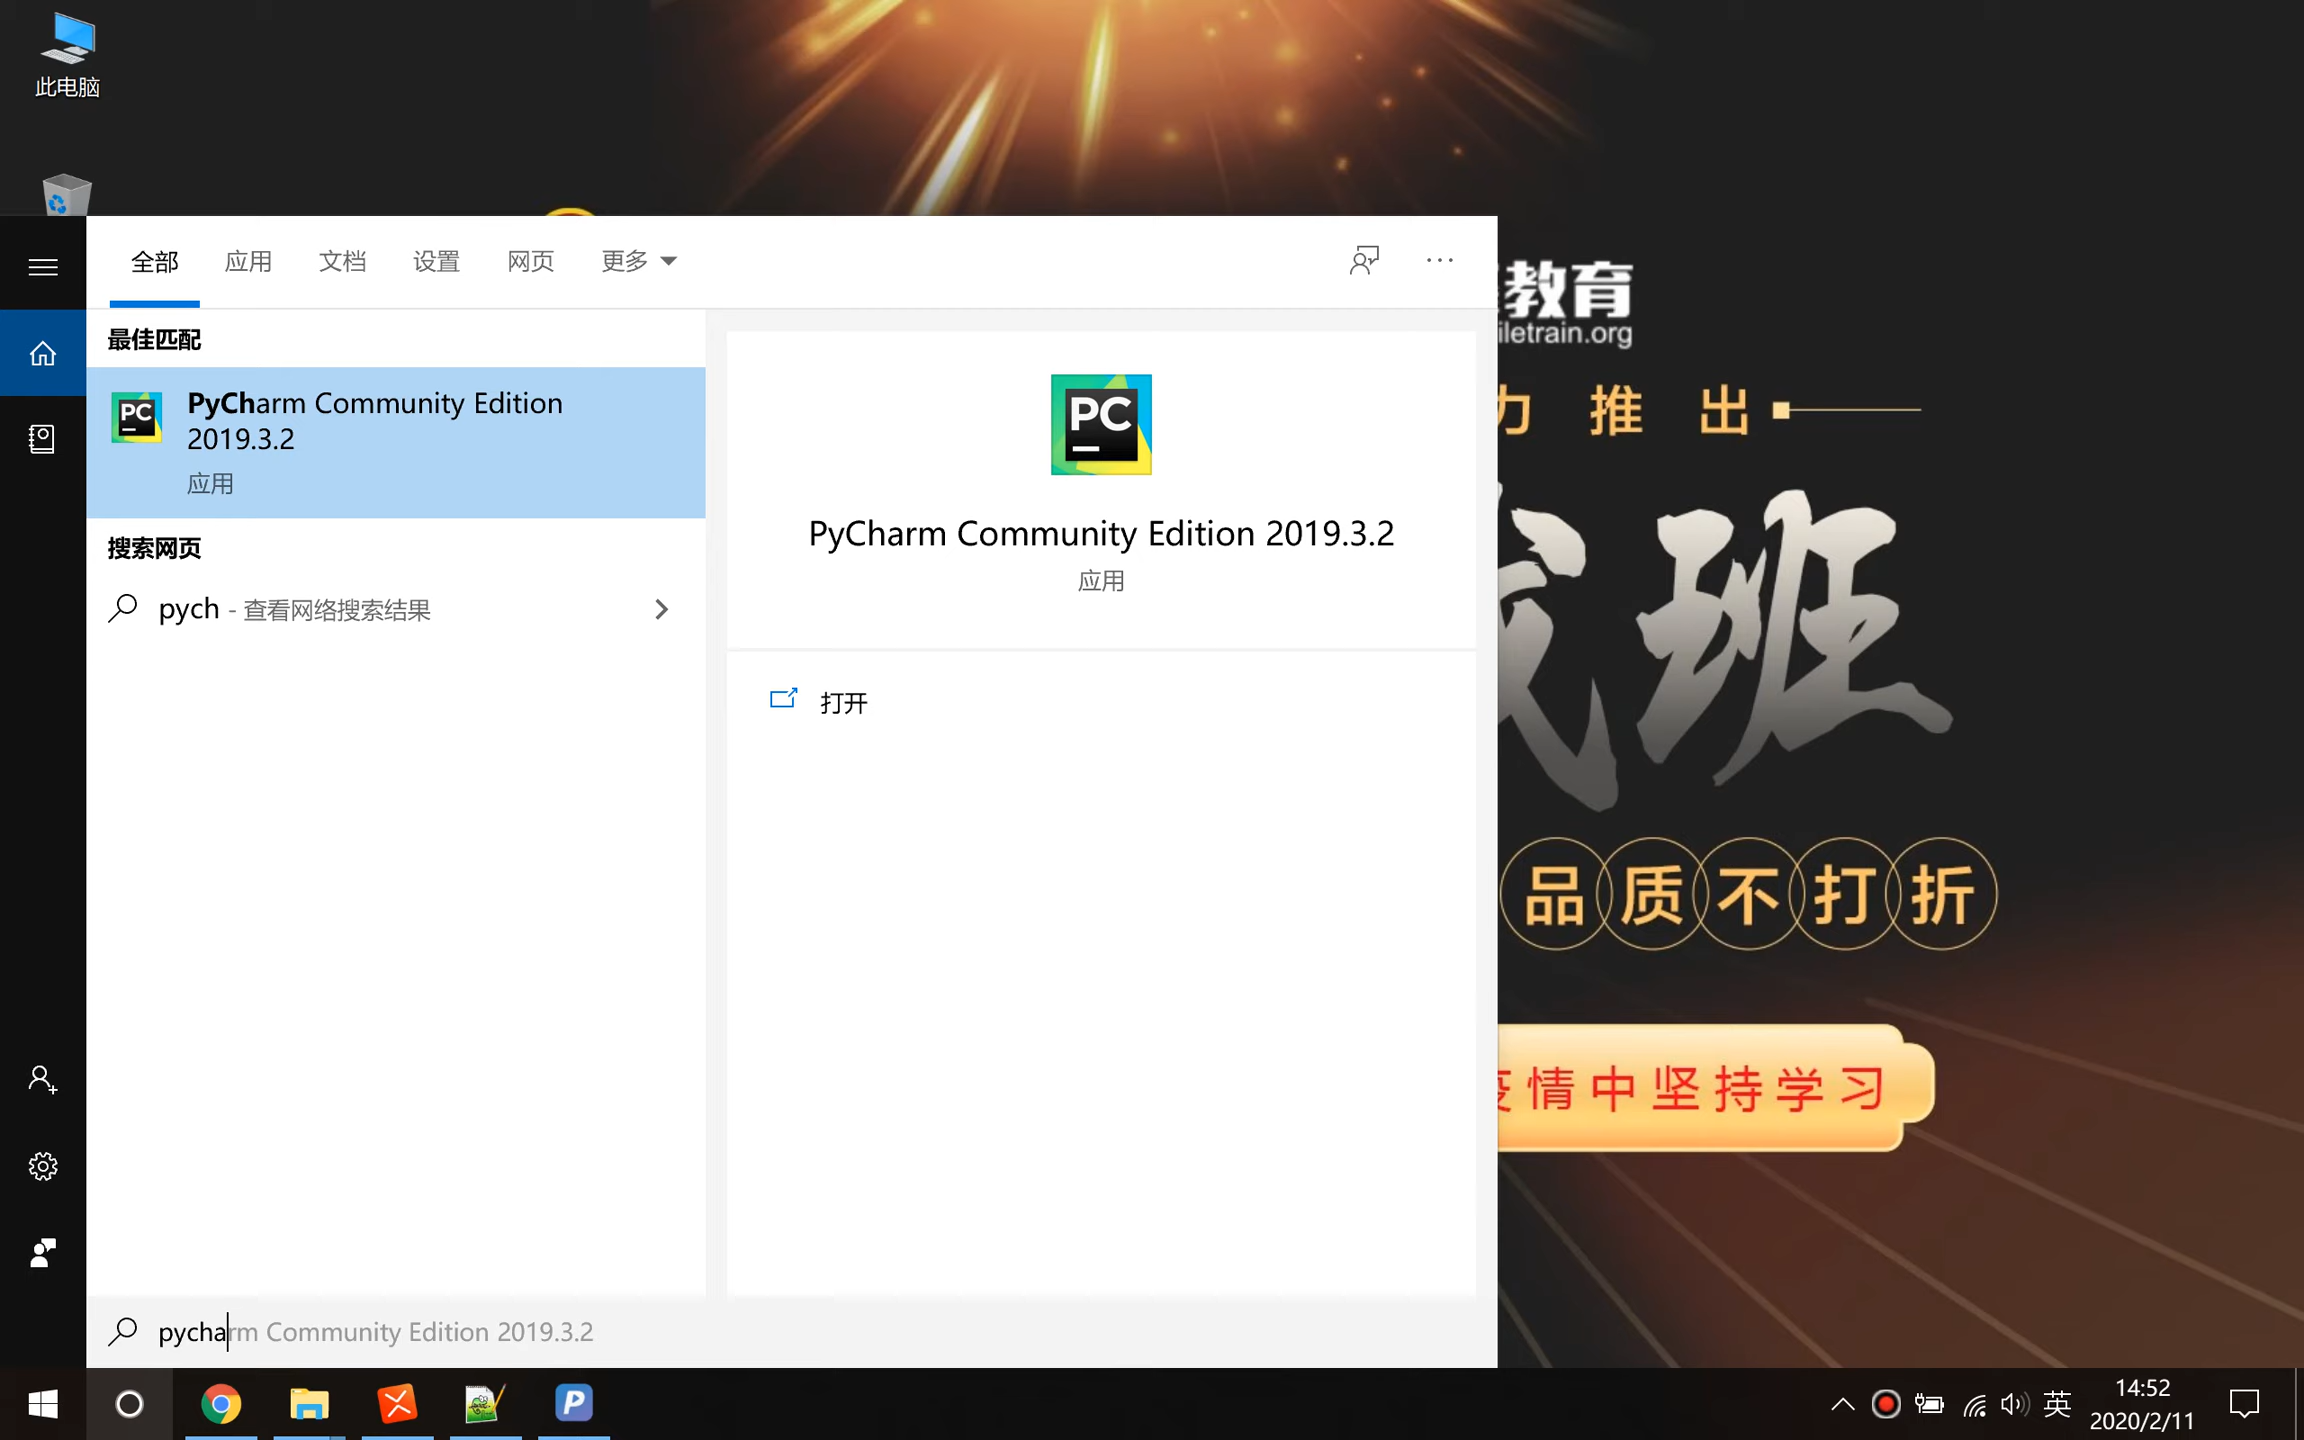 此电脑
全部 应用 文档 设置 网页 更多
最佳匹配
PyCharm Community Edition
2019.3.2
应用
搜索网页
pych - 查看网络搜索结果
PC
PyCharm Community Edition 2019.3.2
应用
打开
教育
iletrain.org
力 推 出
班
品质不打折
疫情中坚持学习
pycharm Community Edition 2019.3.2
英
14:52
2020/2/11